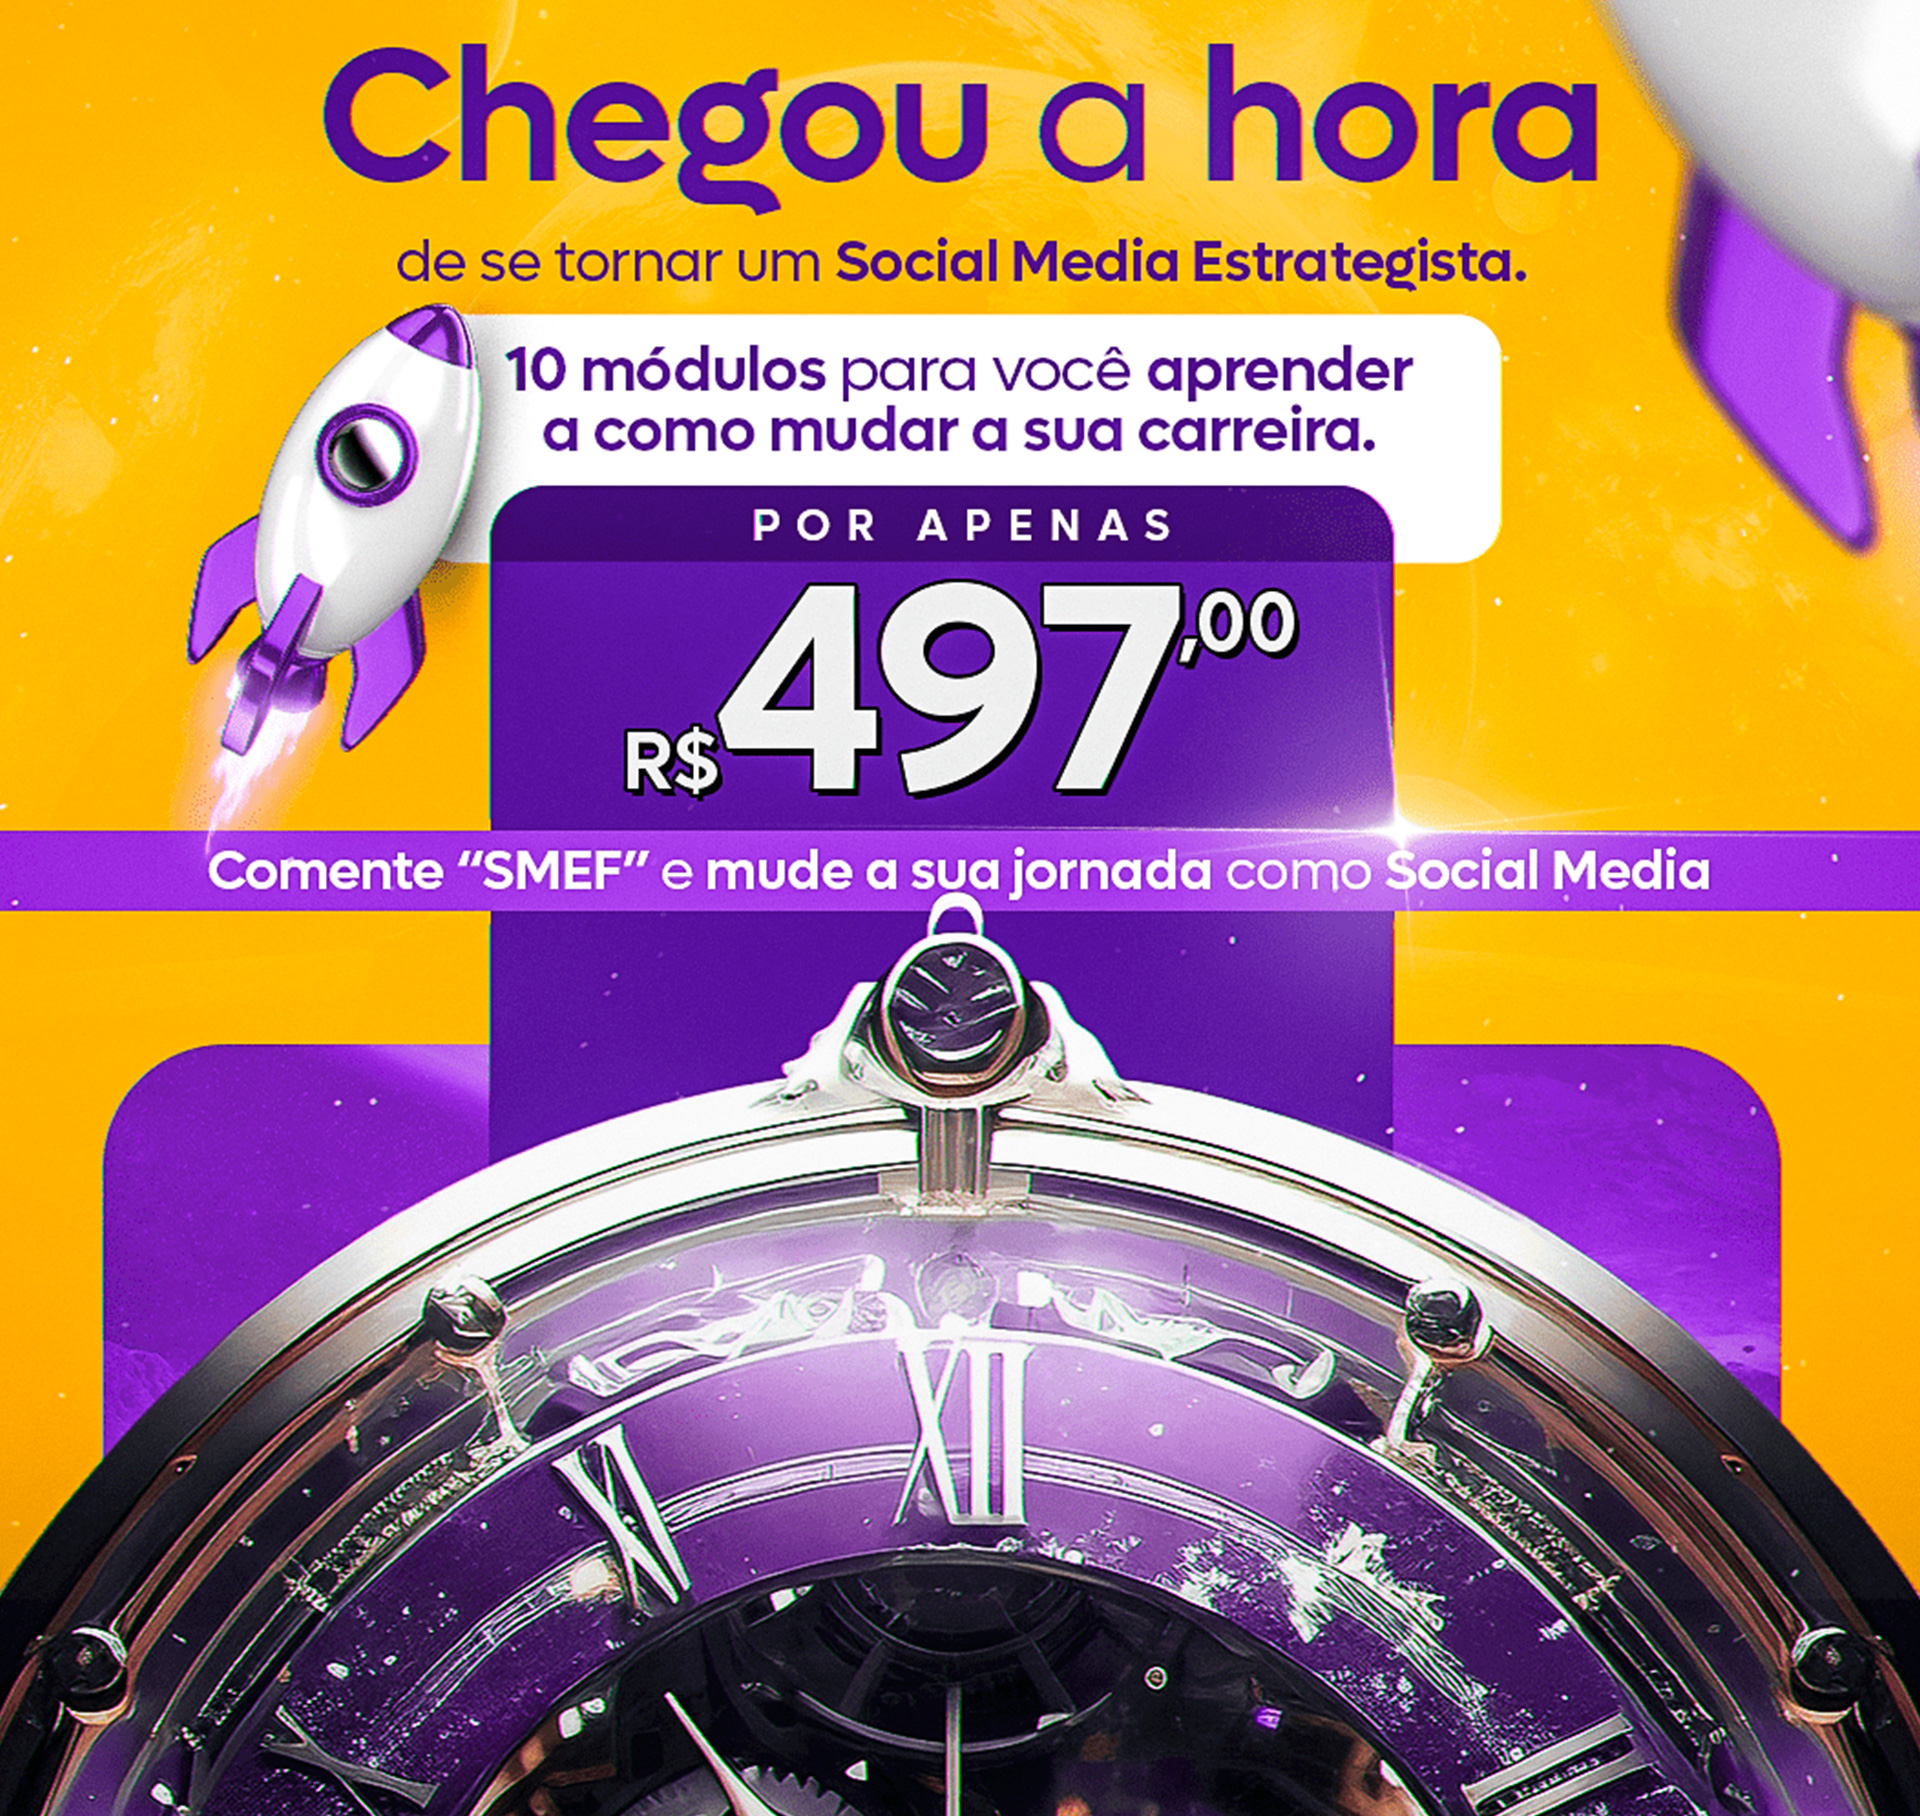 Chegou a hora
de se tornar um Social Media Estrategista.
10 módulos para você aprender
a como mudar a sua carreira.
POR APENAS
R$497,00
Comente “SMEF” e mude a sua jornada como Social Media
XII